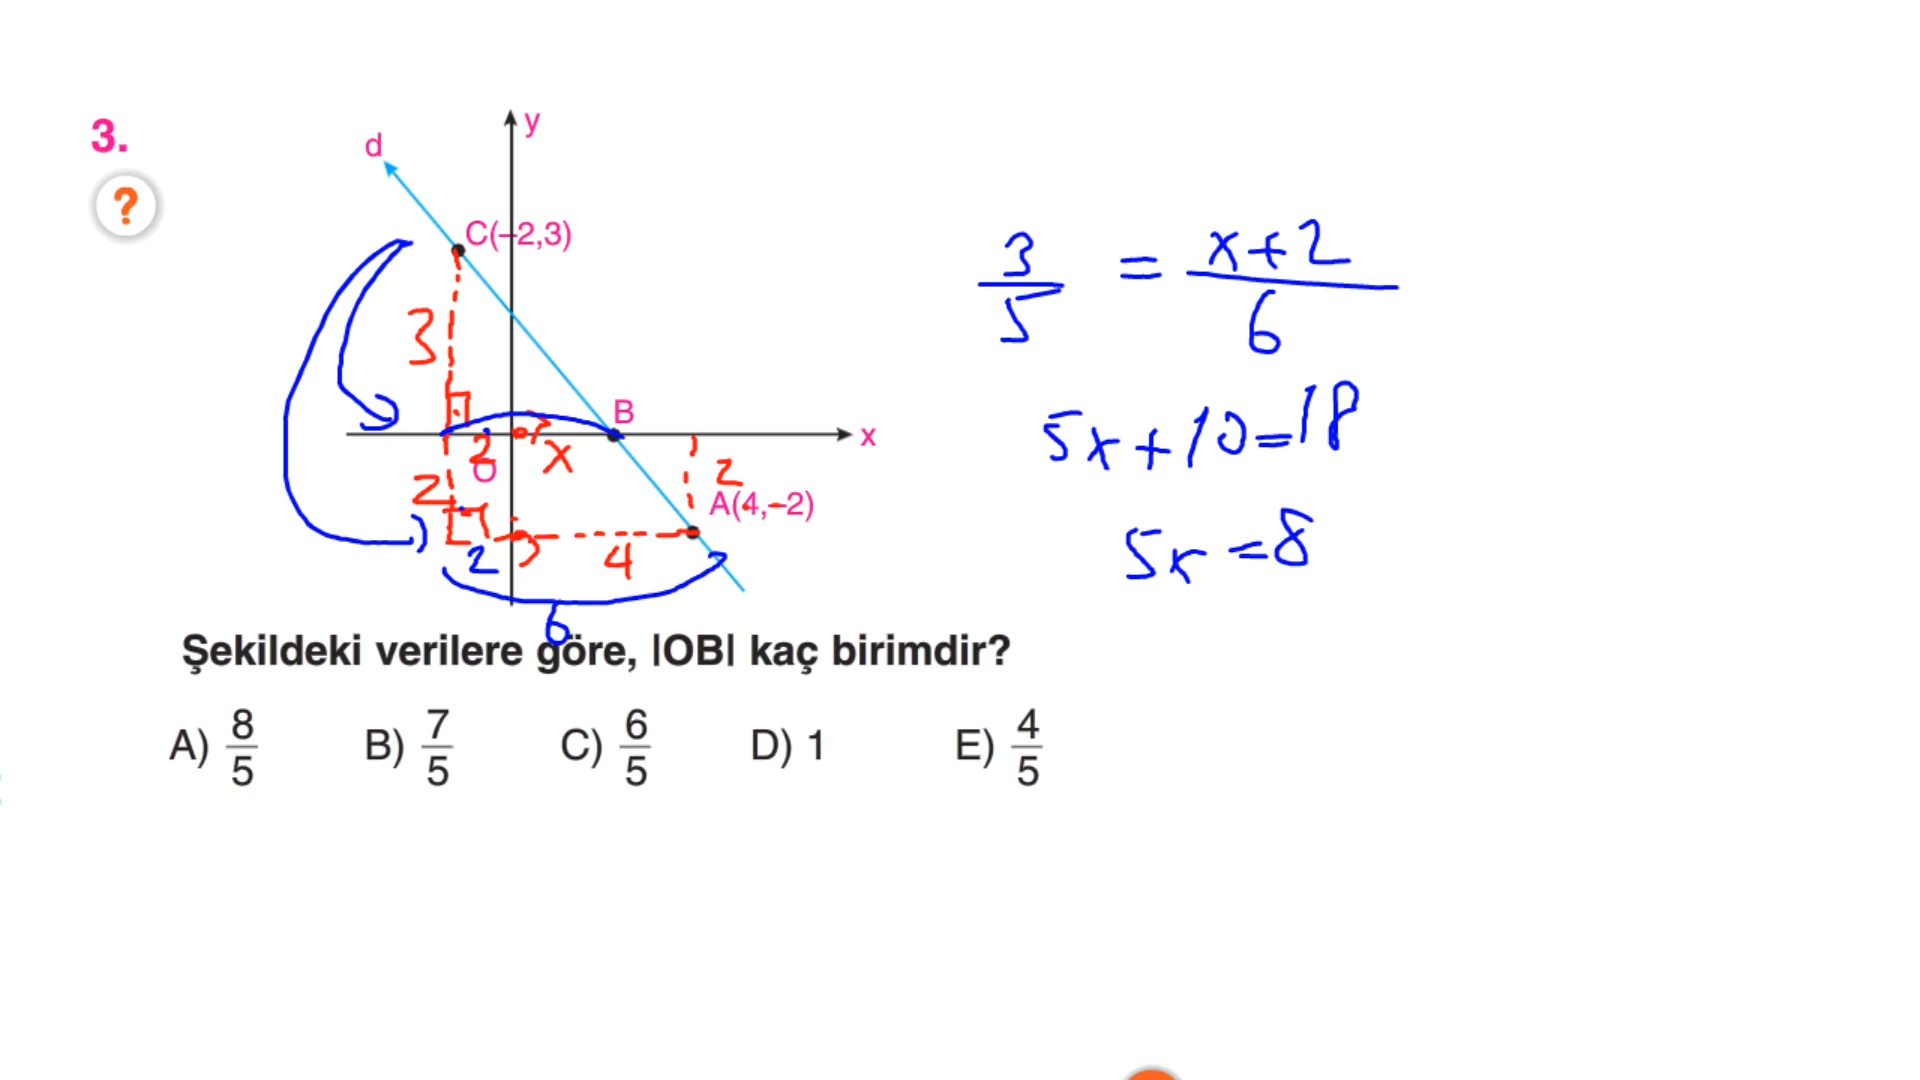 3.
?
y
d
C(–2,3)
3
B
x
2
x
O
2
2
A(4,–2)
2
4
6
3/5 = x+2/6
5x+10=18
5x=8
Şekildeki verilere göre, |OB| kaç birimdir?
A) 8/5 B) 7/5 C) 6/5 D) 1 E) 4/5